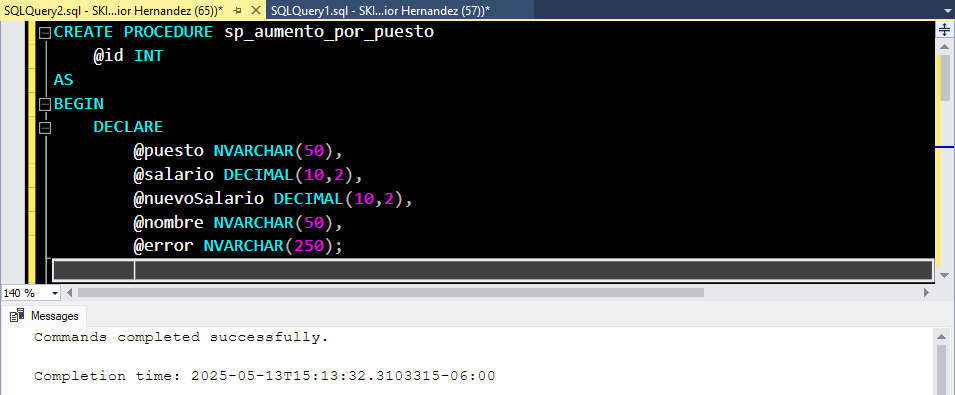 SQLQuery2.sql - SKI...ior Hernandez (65))* SQLQuery1.sql - SKI...ior Hernandez (57))*
CREATE PROCEDURE sp_aumento_por_puesto
@id INT
AS
BEGIN
DECLARE
@puesto NVARCHAR(50),
@salario DECIMAL(10,2),
@nuevoSalario DECIMAL(10,2),
@nombre NVARCHAR(50),
@error NVARCHAR(250);
140 %
Messages
Commands completed successfully.
Completion time: 2025-05-13T15:13:32.3103315-06:00